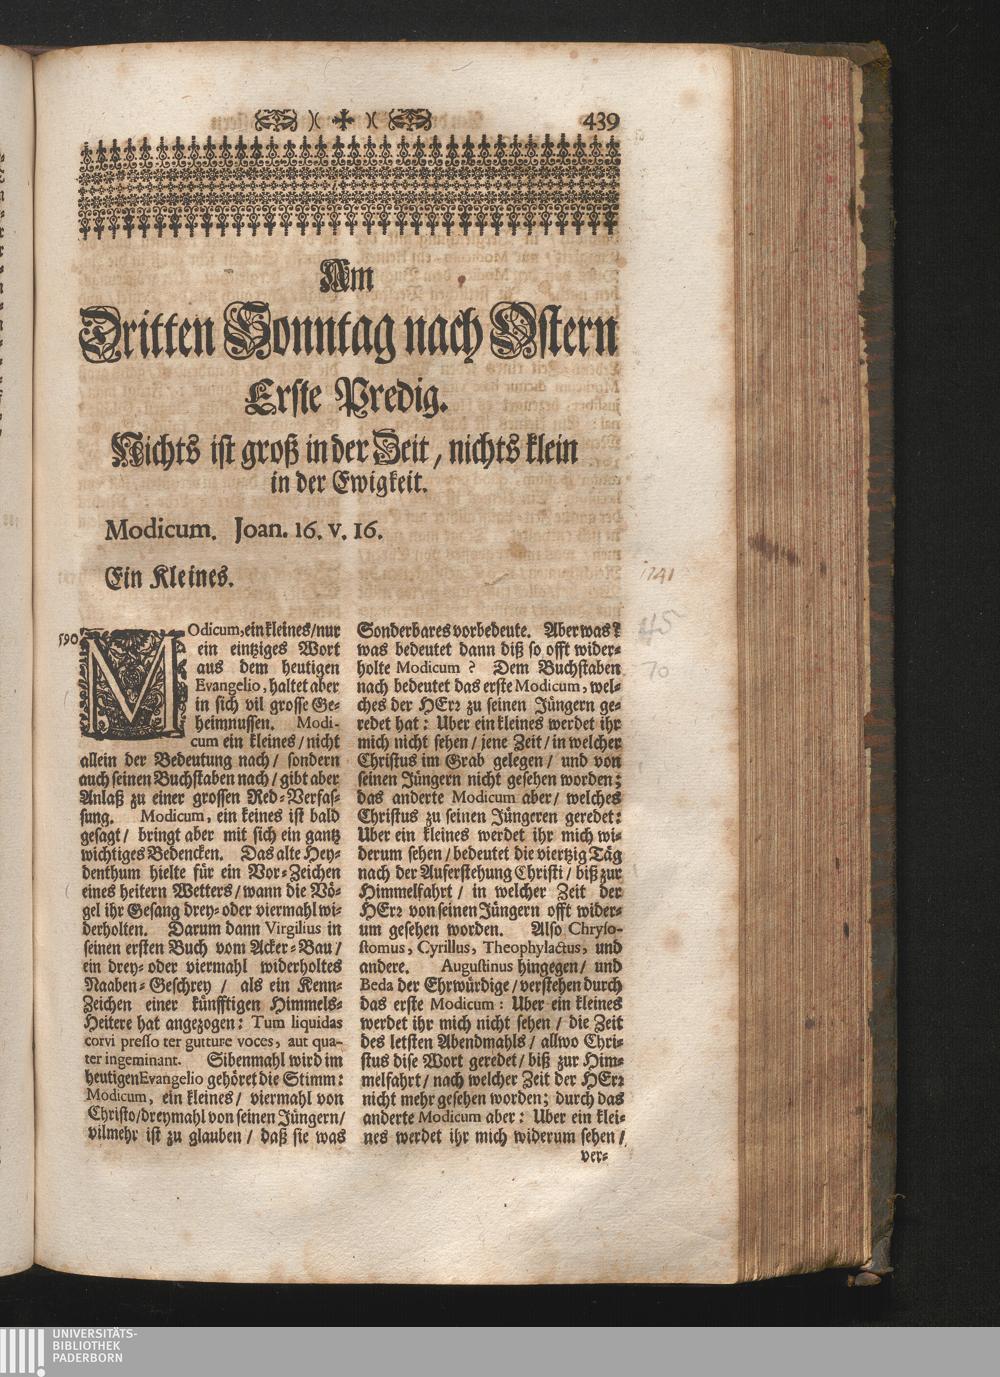 439
Am
Dritten Sonntag nach Ostern
Erste Predig.
Nichts ist groß in der Zeit, nichts klein
in der Ewigkeit.
Modicum. Joan. 16. v. 16.
Ein Kleines.
1741
45
70
590
MOdicum, ein kleines/ nur
ein eintziges Wort
aus dem heutigen
Evangelio, haltet aber
in sich vil grosse Ge-
heimnussen. Modi-
cum ein kleines/ nicht
allein der Bedeutung nach/ sondern
auch seinen Buchstaben nach/ gibt aber
Anlaß zu einer grossen Red-Verfas-
sung. Modicum, ein keines ist bald
gesagt/ bringt aber mit sich ein gantz
wichtiges Bedencken. Das alte Hey-
denthum hielte für ein Vor-Zeichen
eines heitern Wetters/ wann die Vö-
gel ihr Gesang drey- oder viermahl wi-
derholten. Darum dann Virgilius in
seinen ersten Buch vom Acker-Bau/
ein drey- oder viermahl widerholtes
Raaben-Geschrey/ als ein Kenn-
Zeichen einer künfftigen Himmels-
Heitere hat angezogen: Tum liquidas
corvi presso ter gutture voces, aut qua-
ter ingeminant. Sibenmahl wird im
heutigen Evangelio gehöret die Stimm:
Modicum, ein kleines/ viermahl von
Christo/ dreymahl von seinen Jüngern/
vilmehr ist zu glauben/ daß sie was
Sonderbares vorbedeute. Aber was?
was bedeutet dann diß so offt wider-
holte Modicum? Dem Buchstaben
nach bedeutet das erste Modicum, wel-
ches der HErr zu seinen Jüngern ge-
redet hat: Uber ein kleines werdet ihr
mich nicht sehen/ jene Zeit/ in welcher
Christus im Grab gelegen/ und von
seinen Jüngern nicht gesehen worden;
das anderte Modicum aber/ welches
Christus zu seinen Jüngeren geredet:
Uber ein kleines werdet ihr mich wi-
derum sehen/ bedeutet die viertzig Täg
nach der Auferstehung Christi/ biß zur
Himmelfahrt/ in welcher Zeit der
HErr von seinen Jüngern offt wider-
um gesehen worden. Also Chryso-
stomus, Cyrillus, Theophylactus, und
andere. Augustinus hingegen/ und
Beda der Ehrwürdige/ verstehen durch
das erste Modicum: Uber ein kleines
werdet ihr mich nicht sehen/ die Zeit
des letsten Abendmahls/ allwo Chri-
stus dise Wort geredet/ biß zur Him-
melfahrt/ nach welcher Zeit der HErr
nicht mehr gesehen worden; durch das
anderte Modicum aber: Uber ein klei-
nes werdet ihr mich widerum sehen/
ver-
UNIVERSITÄTS-
BIBLIOTHEK
PADERBORN